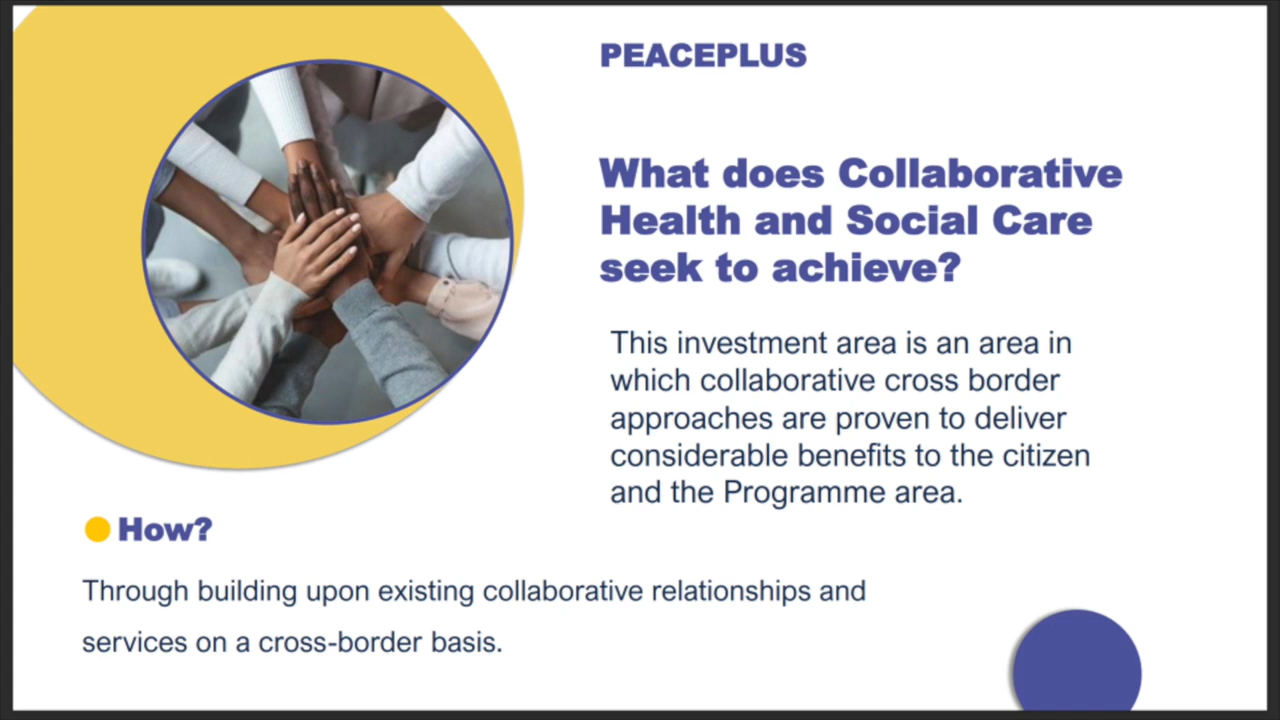 PEACEPLUS
What does Collaborative
Health and Social Care
seek to achieve?
This investment area is an area in
which collaborative cross border
approaches are proven to deliver
considerable benefits to the citizen
and the Programme area.
How?
Through building upon existing collaborative relationships and
services on a cross-border basis.